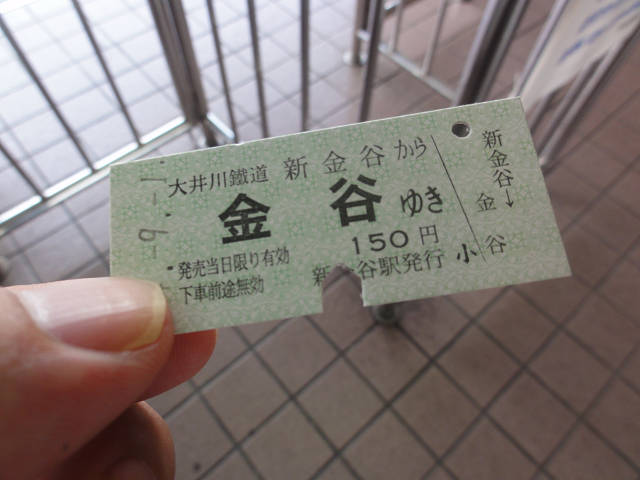 大井川鐵道 新金谷から
金谷ゆき
150円
発売当日限り有効
下車前途無効
新 谷駅発行
小
新金谷→
金谷